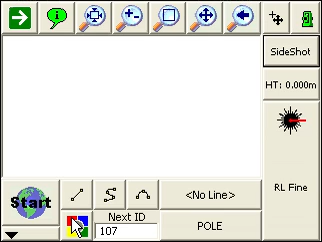 SideShot
HT: 0.000m
RL Fine
Start
<No Line>
Next ID
107
POLE